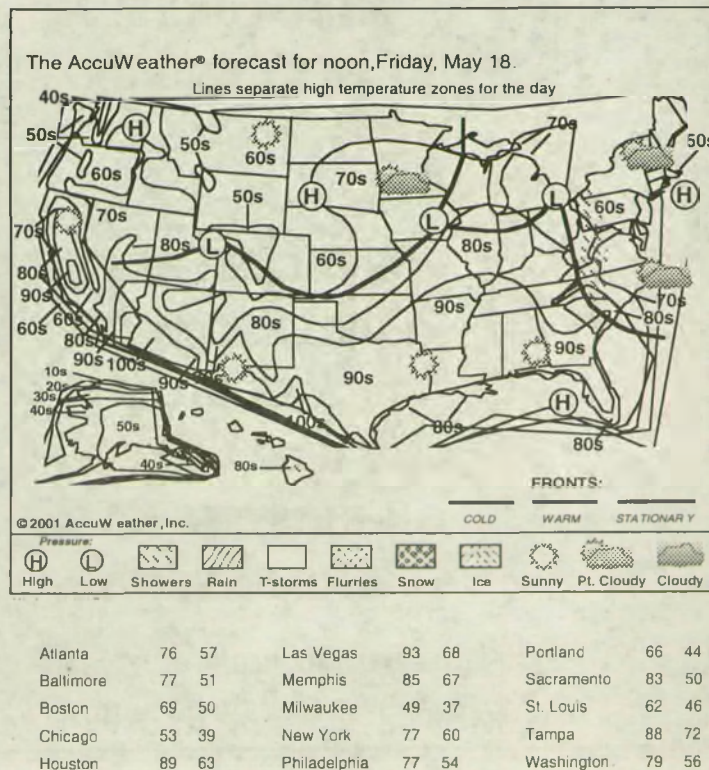 The AccuWeather® forecast for noon,Friday, May 18.
Lines separate high temperature zones for the day
40s
70s
50s
50s
50s
60s
60s
50s
70s
60s
70s
70s
80s
80s
60s
80s
70s
90s
90s
80s
60s
60s
80s
80s
90s
90s
100s
10s
90s
90s
20s
30s
100s
40s
50s
80s
80s
40s
80s
H
H
H
L
L
L
H
FRONTS:
©2001 AccuWeather, Inc.
COLD WARM STATIONARY
Pressure:
H L
High Low Showers Rain T-storms Flurries Snow Ice Sunny Pt. Cloudy Cloudy
Atlanta 76 57 Las Vegas 93 68 Portland 66 44
Baltimore 77 51 Memphis 85 67 Sacramento 83 50
Boston 69 50 Milwaukee 49 37 St. Louis 62 46
Chicago 53 39 New York 77 60 Tampa 88 72
Houston 89 63 Philadelphia 77 54 Washington 79 56